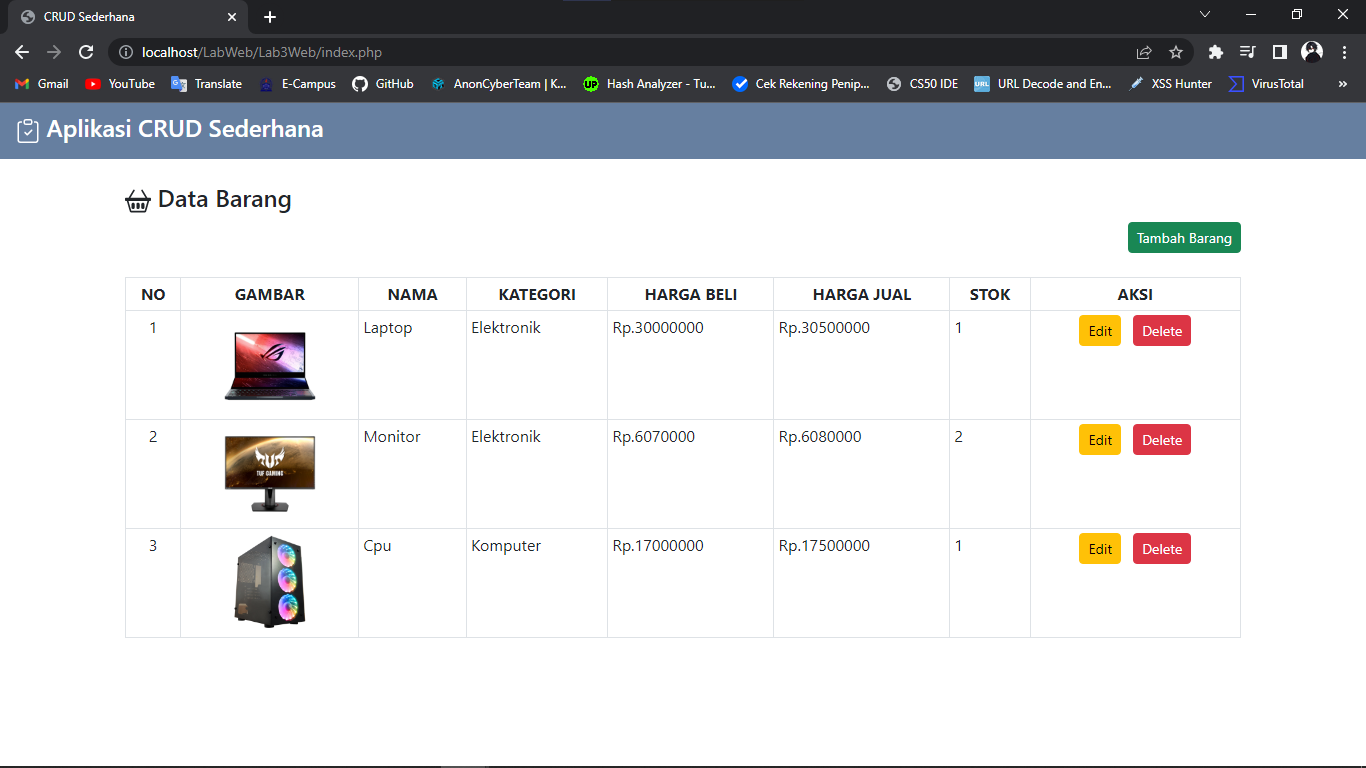 CRUD Sederhana
localhost/LabWeb/Lab3Web/index.php
Gmail YouTube Translate E-Campus GitHub AnonCyberTeam | K... Hash Analyzer - Tu... Cek Rekening Penip... CS50 IDE URL Decode and En... XSS Hunter VirusTotal »
Aplikasi CRUD Sederhana
Data Barang
Tambah Barang
NO GAMBAR NAMA KATEGORI HARGA BELI HARGA JUAL STOK AKSI
1 Laptop Elektronik Rp.30000000 Rp.30500000 1 Edit Delete
2 Monitor Elektronik Rp.6070000 Rp.6080000 2 Edit Delete
TUF GAMING
3 Cpu Komputer Rp.17000000 Rp.17500000 1 Edit Delete